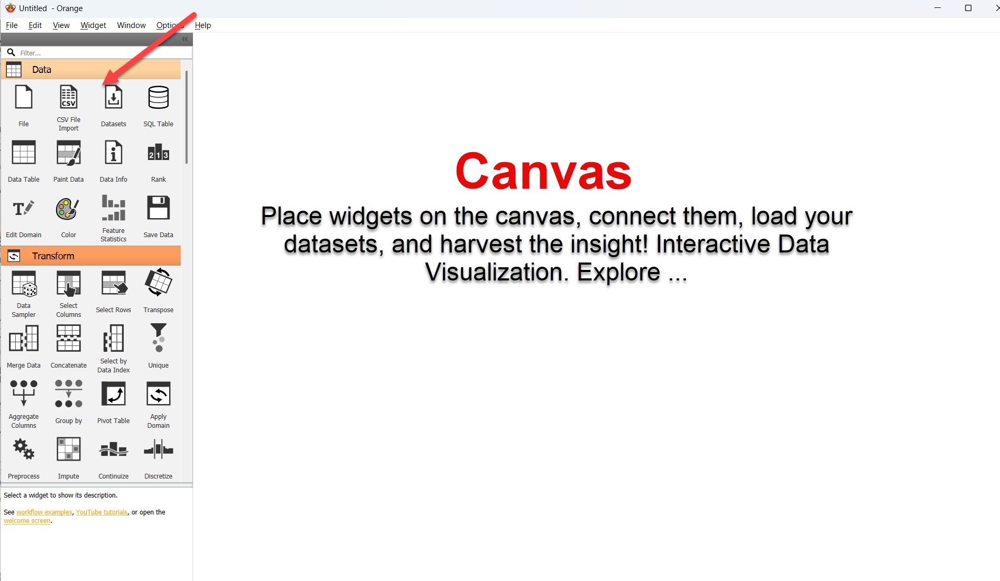 Untitled - Orange
File Edit View Widget Window Options Help
Filter...
Data
CSV
File
CSV File
Import
Datasets
SQL Table
2 1 3
Data Table
Paint Data
Data Info
Rank
T
Edit Domain
Color
Feature
Statistics
Save Data
Transform
Data
Sampler
Select
Columns
Select Rows
Transpose
Merge Data
Concatenate
Select by
Data Index
Unique
Aggregate
Columns
Group by
Pivot Table
Apply
Domain
Preprocess
Impute
Continuize
Discretize
Select a widget to show its description.
See workflow examples, YouTube tutorials, or open the
welcome screen.
Canvas
Place widgets on the canvas, connect them, load your
datasets, and harvest the insight! Interactive Data
Visualization. Explore ...